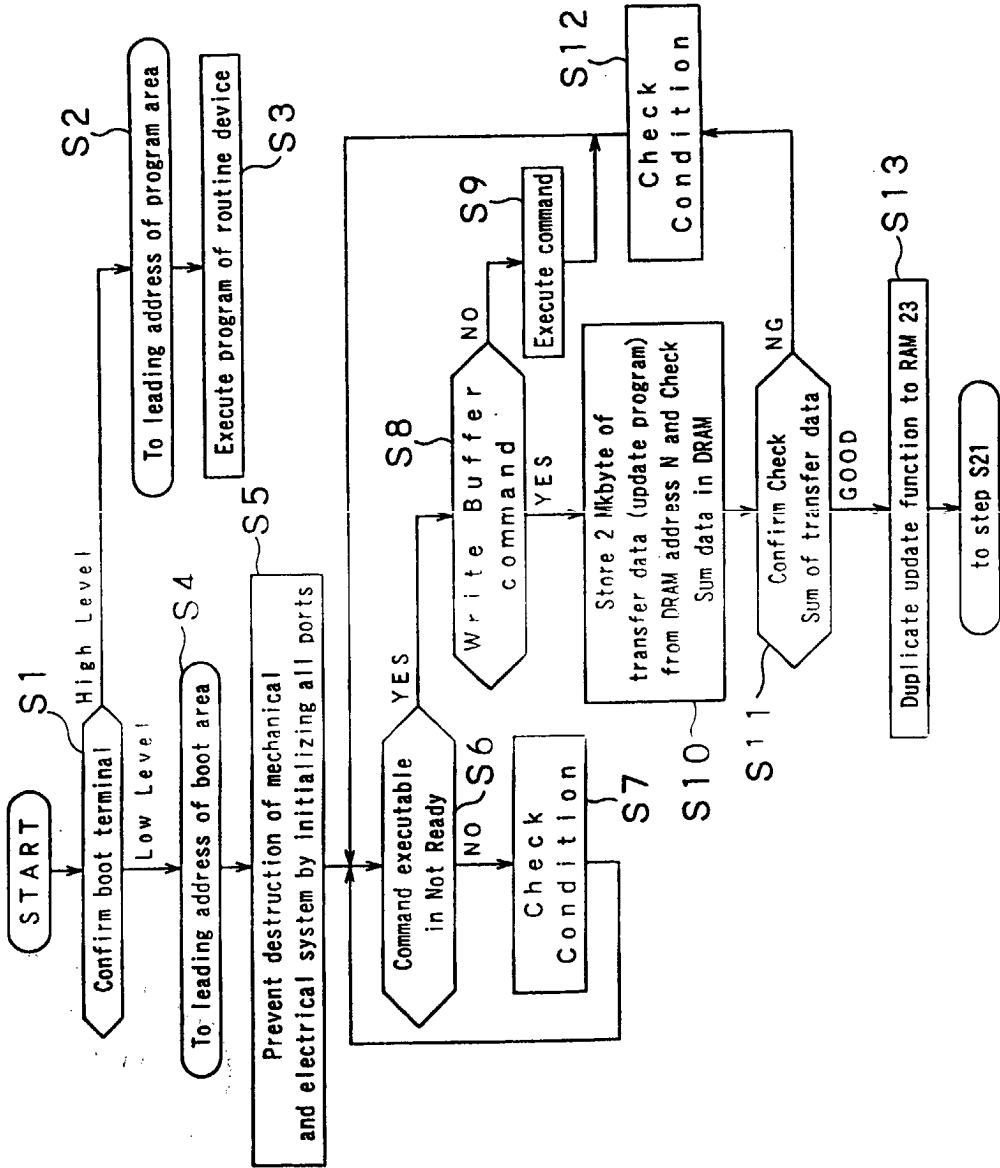 START
S1
Confirm boot terminal
High Level
Low Level
S2
To leading address of program area
S3
Execute program of routine device
S4
To leading address of boot area
S5
Prevent destruction of mechanical
and electrical system by initializing all ports
Command executable
in Not Ready
YES
NO
S6
Check
Condition
S7
S8
Write Buffer
command
NO
YES
S9
Execute command
Store 2 Mkbyte of
transfer data (update program)
from DRAM address N and Check
Sum data in DRAM
S10
S11
Confirm Check
Sum of transfer data
NG
GOOD
S12
Check
Condition
S13
Duplicate update function to RAM 23
to step S21